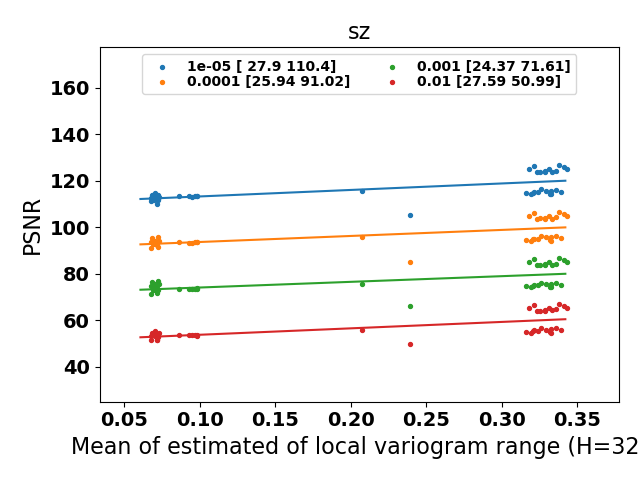 sz
1e-05 [ 27.9 110.4]
0.0001 [25.94 91.02]
0.001 [24.37 71.61]
0.01 [27.59 50.99]
PSNR
160
140
120
100
80
60
40
0.05 0.10 0.15 0.20 0.25 0.30 0.35
Mean of estimated of local variogram range (H=32